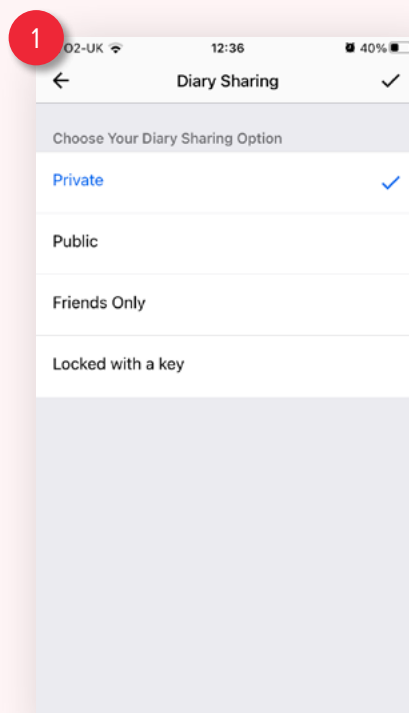 1
O2-UK 12:36 40%
Diary Sharing
Choose Your Diary Sharing Option
Private
Public
Friends Only
Locked with a key